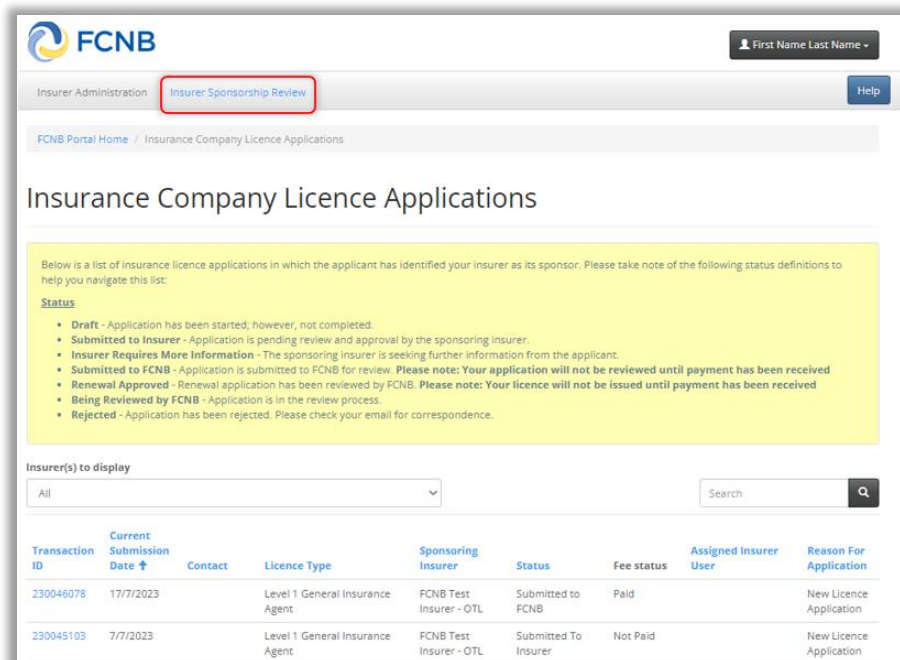 FCNB
First Name Last Name
Insurer Administration Insurer Sponsorship Review Help
FCNB Portal Home / Insurance Company Licence Applications
Insurance Company Licence Applications
Below is a list of insurance licence applications in which the applicant has identified your insurer as its sponsor. Please take note of the following status definitions to
help you navigate this list:
Status
• Draft - Application has been started; however, not completed.
• Submitted to Insurer - Application is pending review and approval by the sponsoring insurer.
• Insurer Requires More Information - The sponsoring insurer is seeking further information from the applicant.
• Submitted to FCNB - Application is submitted to FCNB for review. Please note: Your application will not be reviewed until payment has been received
• Renewal Approved - Renewal application has been reviewed by FCNB. Please note: Your licence will not be issued until payment has been received
• Being Reviewed by FCNB - Application is in the review process.
• Rejected - Application has been rejected. Please check your email for correspondence.
Insurer(s) to display
All Search
Transaction ID Current Submission Date ↑ Contact Licence Type Sponsoring Insurer Status Fee status Assigned Insurer User Reason For Application
230046078 17/7/2023 Level 1 General Insurance Agent FCNB Test Insurer - OTL Submitted to FCNB Paid New Licence Application
230045103 7/7/2023 Level 1 General Insurance Agent FCNB Test Insurer - OTL Submitted To Insurer Not Paid New Licence Application